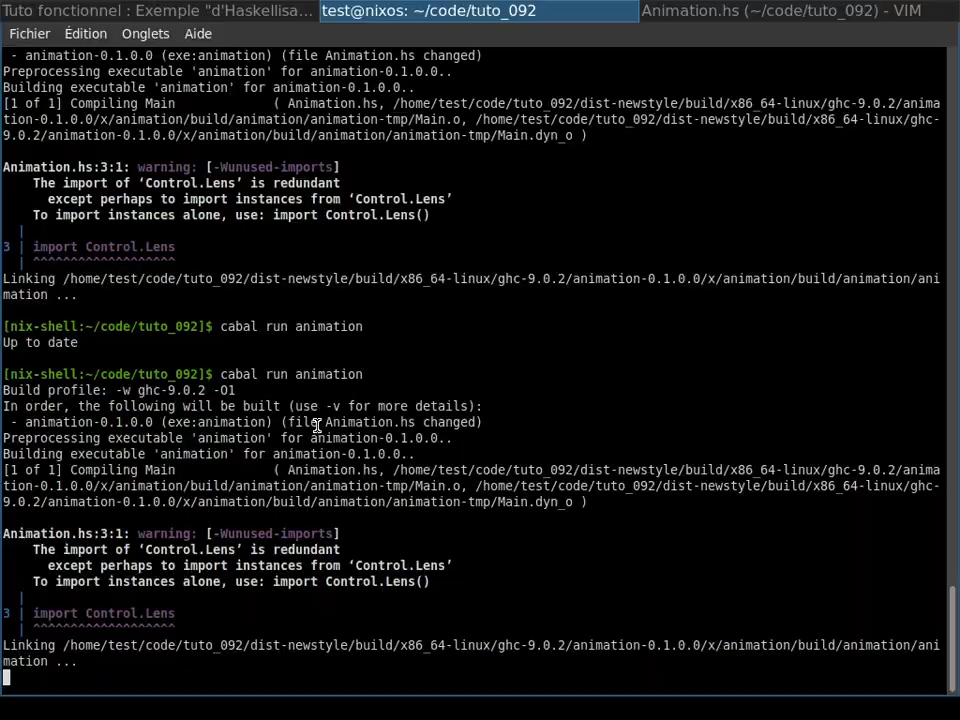 Tuto fonctionnel : Exemple "d'Haskellisa... test@nixos: ~/code/tuto_092 Animation.hs (~/code/tuto_092) - VIM
Fichier Édition Onglets Aide
- animation-0.1.0.0 (exe:animation) (file Animation.hs changed)
Preprocessing executable 'animation' for animation-0.1.0.0..
Building executable 'animation' for animation-0.1.0.0..
[1 of 1] Compiling Main ( Animation.hs, /home/test/code/tuto_092/dist-newstyle/build/x86_64-linux/ghc-9.0.2/anima
tion-0.1.0.0/x/animation/build/animation/animation-tmp/Main.o, /home/test/code/tuto_092/dist-newstyle/build/x86_64-linux/ghc-
9.0.2/animation-0.1.0.0/x/animation/build/animation/animation-tmp/Main.dyn_o )
Animation.hs:3:1: warning: [-Wunused-imports]
The import of ‘Control.Lens’ is redundant
except perhaps to import instances from ‘Control.Lens’
To import instances alone, use: import Control.Lens()
|
3 | import Control.Lens
| ^^^^^^^^^^^^^^^^^^^
Linking /home/test/code/tuto_092/dist-newstyle/build/x86_64-linux/ghc-9.0.2/animation-0.1.0.0/x/animation/build/animation/ani
mation ...
[nix-shell:~/code/tuto_092]$ cabal run animation
Up to date
[nix-shell:~/code/tuto_092]$ cabal run animation
Build profile: -w ghc-9.0.2 -O1
In order, the following will be built (use -v for more details):
- animation-0.1.0.0 (exe:animation) (file Animation.hs changed)
Preprocessing executable 'animation' for animation-0.1.0.0..
Building executable 'animation' for animation-0.1.0.0..
[1 of 1] Compiling Main ( Animation.hs, /home/test/code/tuto_092/dist-newstyle/build/x86_64-linux/ghc-9.0.2/anima
tion-0.1.0.0/x/animation/build/animation/animation-tmp/Main.o, /home/test/code/tuto_092/dist-newstyle/build/x86_64-linux/ghc-
9.0.2/animation-0.1.0.0/x/animation/build/animation/animation-tmp/Main.dyn_o )
Animation.hs:3:1: warning: [-Wunused-imports]
The import of ‘Control.Lens’ is redundant
except perhaps to import instances from ‘Control.Lens’
To import instances alone, use: import Control.Lens()
|
3 | import Control.Lens
| ^^^^^^^^^^^^^^^^^^^
Linking /home/test/code/tuto_092/dist-newstyle/build/x86_64-linux/ghc-9.0.2/animation-0.1.0.0/x/animation/build/animation/ani
mation ...